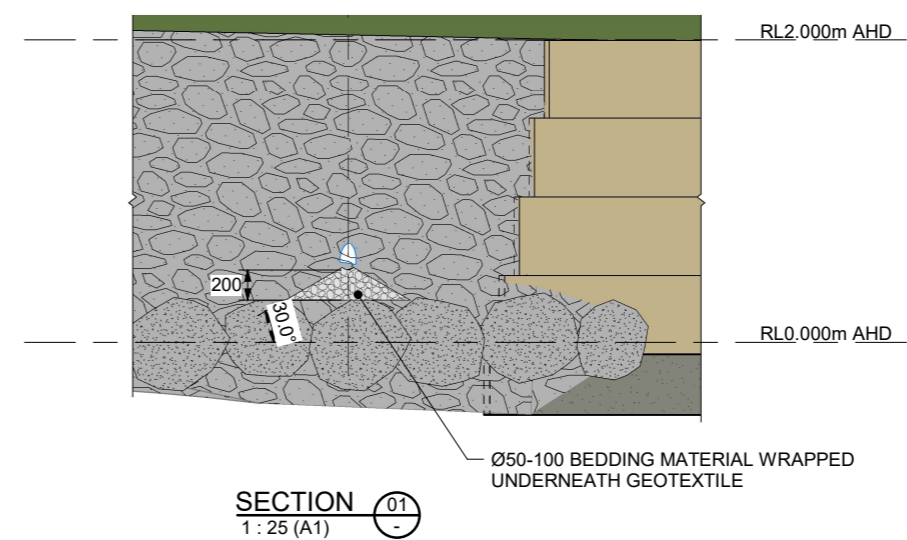 RL2.000m AHD
200
30.0°
RL0.000m AHD
Ø50-100 BEDDING MATERIAL WRAPPED
UNDERNEATH GEOTEXTILE
SECTION 01
1 : 25 (A1) -